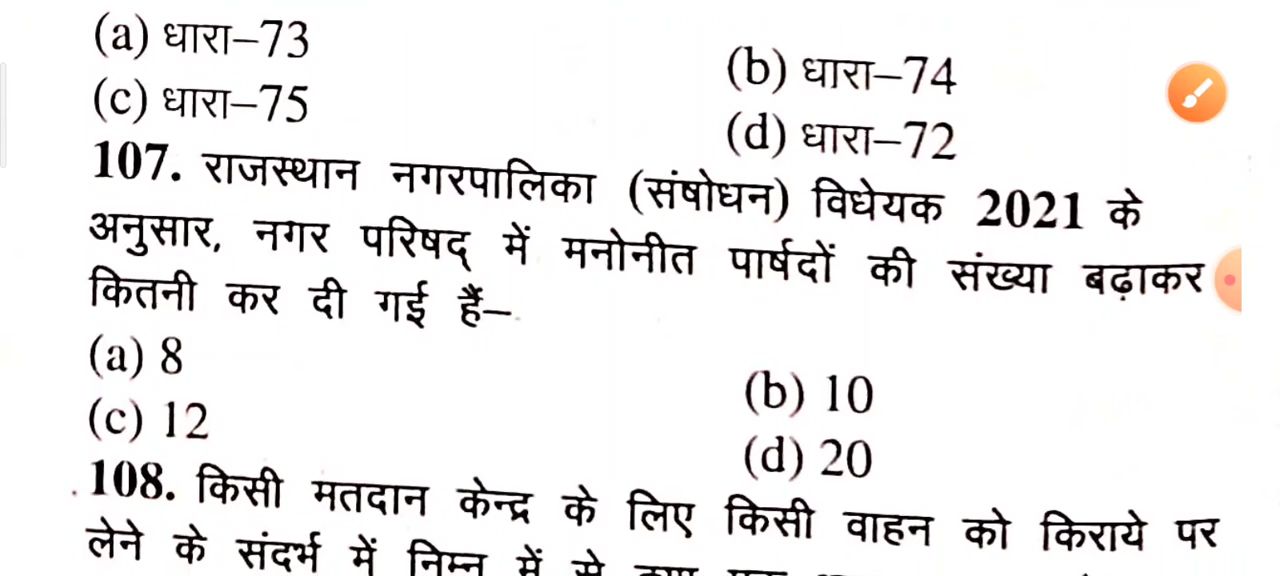 (a) धारा–73
(b) धारा–74
(c) धारा–75
(d) धारा–72
107. राजस्थान नगरपालिका (संषोधन) विधेयक 2021 के
अनुसार, नगर परिषद् में मनोनीत पार्षदों की संख्या बढ़ाकर
कितनी कर दी गई हैं–
(a) 8
(b) 10
(c) 12
(d) 20
108. किसी मतदान केन्द्र के लिए किसी वाहन को किराये पर
लेने के संदर्भ में निम्न में से